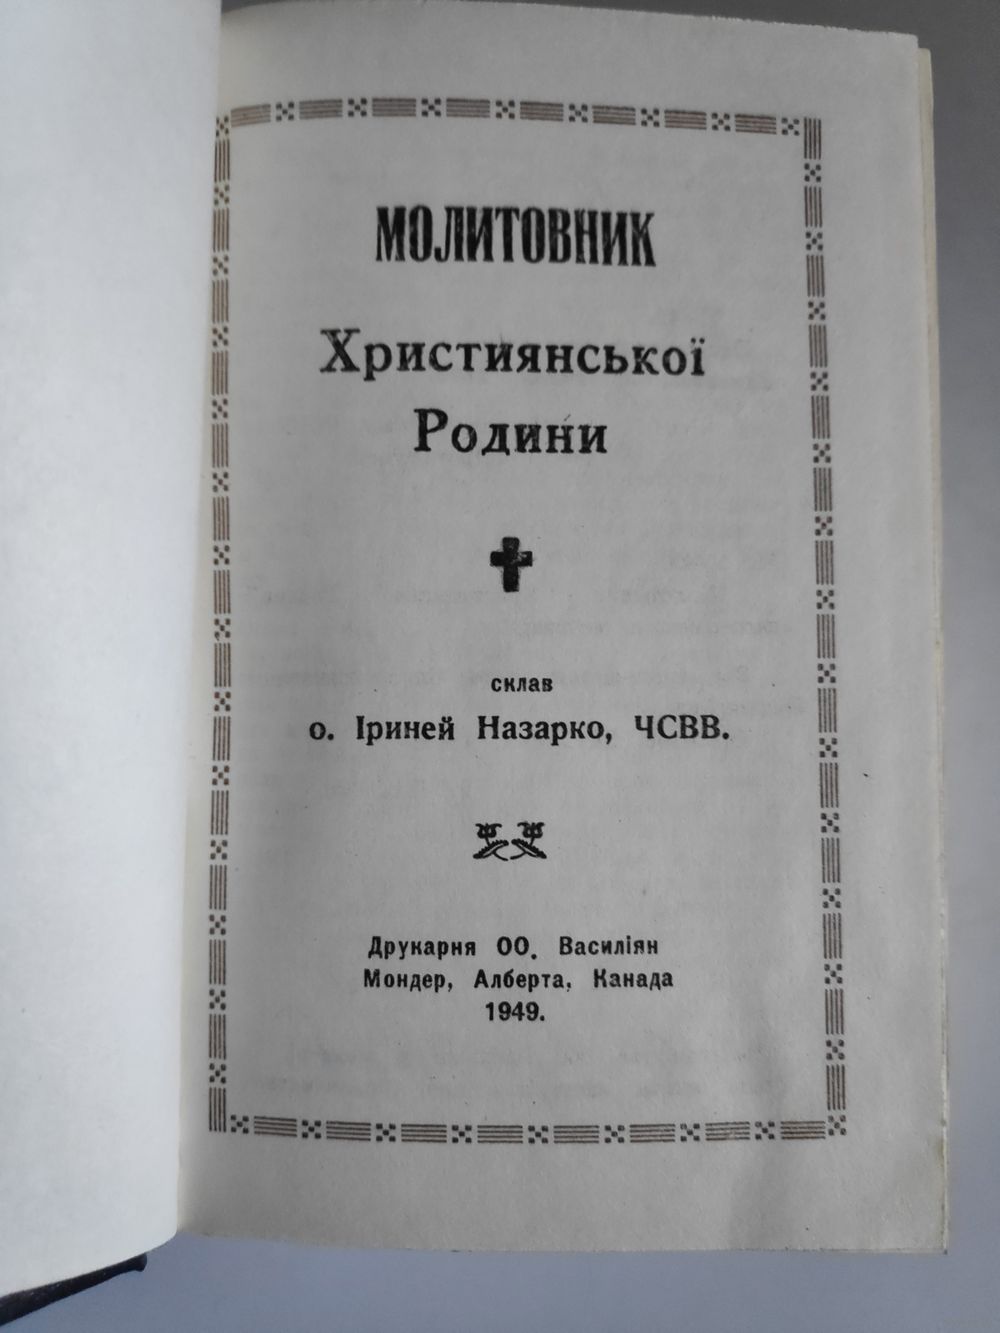 МОЛИТОВНИК
Християнської
Родини
склав
о. Іриней Назарко, ЧСВВ.
Друкарня ОО. Василіян
Мондер, Алберта, Канада
1949.